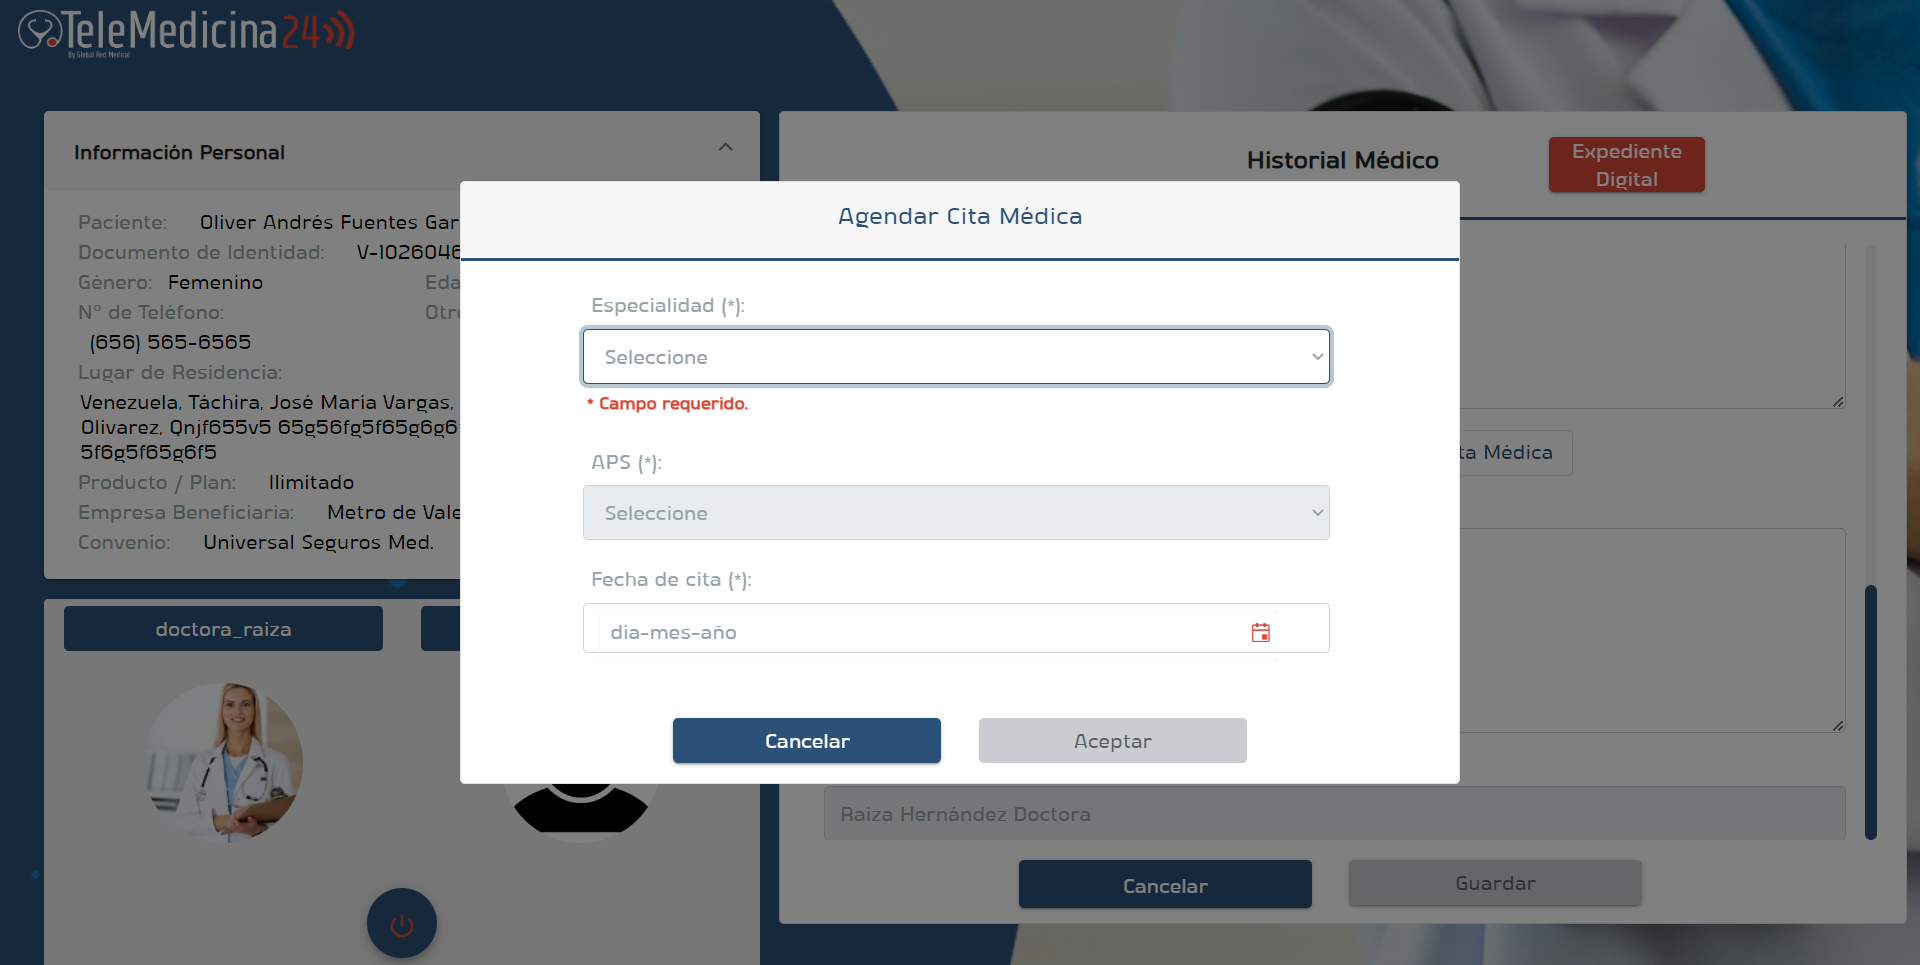 TeleMedicina24
By Global Red Medical
Información Personal
Paciente: Oliver Andrés Fuentes Gar
Documento de Identidad: V-1026046
Género: Femenino Eda
N° de Teléfono: Otro
(656) 565-6565
Lugar de Residencia:
Venezuela, Táchira, José María Vargas,
Olivarez, Qnjf655v5 65g56fg5f65g6g6f
5f6g5f65g6f5
Producto / Plan: Ilimitado
Empresa Beneficiaria: Metro de Vale
Convenio: Universal Seguros Med.
doctora_raiza
Historial Médico
Expediente
Digital
ta Médica
Raiza Hernández Doctora
Cancelar
Guardar
Agendar Cita Médica
Especialidad (*):
Seleccione
* Campo requerido.
APS (*):
Seleccione
Fecha de cita (*):
dia-mes-año
Cancelar
Aceptar